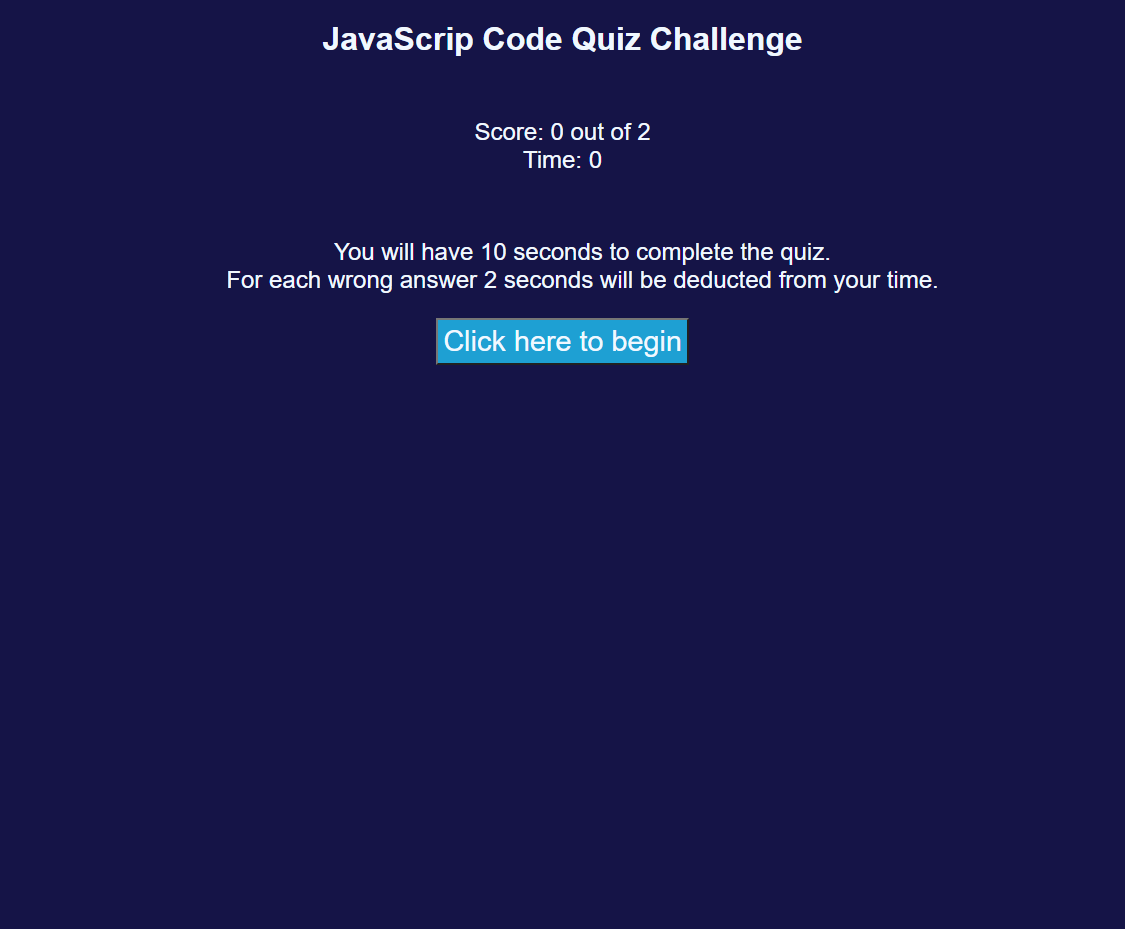 JavaScrip Code Quiz Challenge
Score: 0 out of 2
Time: 0
You will have 10 seconds to complete the quiz.
For each wrong answer 2 seconds will be deducted from your time.
Click here to begin